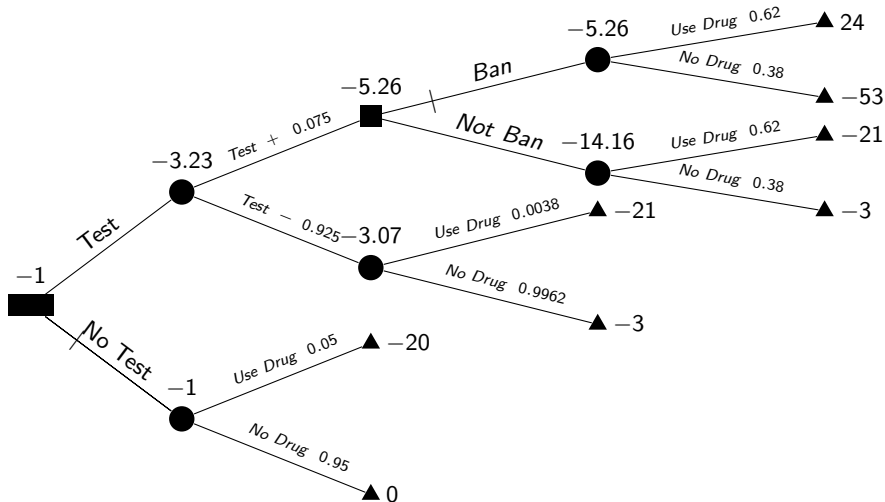 −5.26
Use Drug 0.62
24
No Drug 0.38
−53
Ban
−5.26
Test + 0.075
Not Ban
−14.16
Use Drug 0.62
−21
No Drug 0.38
−3
−3.23
Test
Test − 0.925
−3.07
Use Drug 0.0038
−21
No Drug 0.9962
−3
−1
No Test
−1
Use Drug 0.05
−20
No Drug 0.95
0